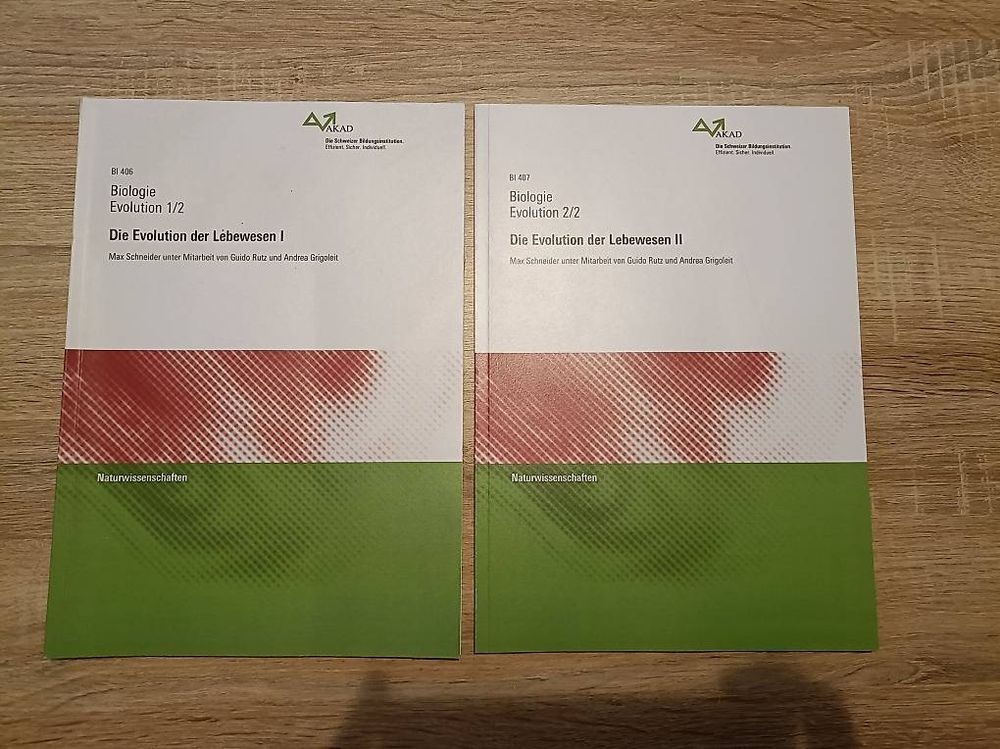 AKAD
Die Schweizer Bildungsinstitution.
Effizient. Sicher. Individuell.
BI 406
Biologie
Evolution 1/2
Die Evolution der Lebewesen I
Max Schneider unter Mitarbeit von Guido Rutz und Andrea Grigoleit
Naturwissenschaften
AKAD
Die Schweizer Bildungsinstitution.
Effizient. Sicher. Individuell.
BI 407
Biologie
Evolution 2/2
Die Evolution der Lebewesen II
Max Schneider unter Mitarbeit von Guido Rutz und Andrea Grigoleit
Naturwissenschaften